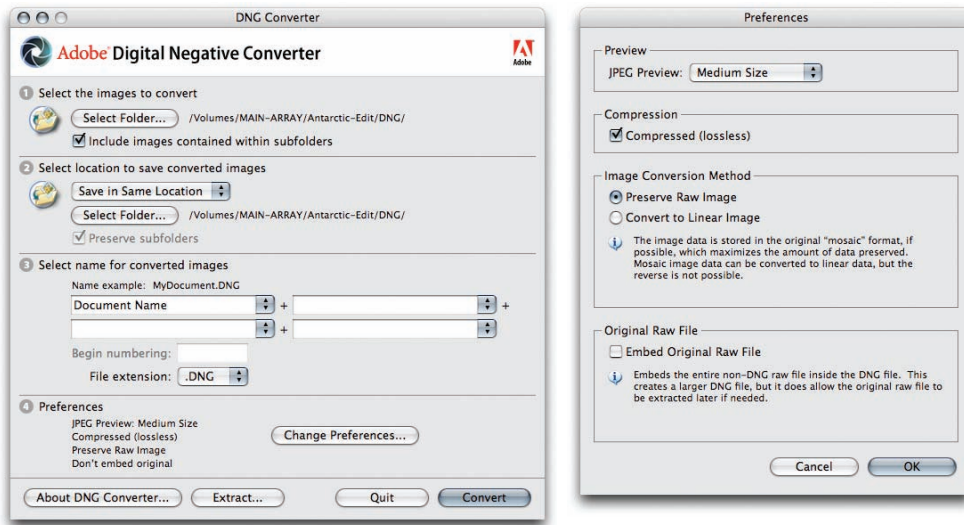 DNG Converter
Adobe Digital Negative Converter
Adobe
1 Select the images to convert
Select Folder... /Volumes/MAIN-ARRAY/Antarctic-Edit/DNG/
Include images contained within subfolders
2 Select location to save converted images
Save in Same Location
Select Folder... /Volumes/MAIN-ARRAY/Antarctic-Edit/DNG/
Preserve subfolders
3 Select name for converted images
Name example: MyDocument.DNG
Document Name + +
+
Begin numbering:
File extension: .DNG
4 Preferences
JPEG Preview: Medium Size
Compressed (lossless)
Preserve Raw Image
Don't embed original
Change Preferences...
About DNG Converter... Extract... Quit Convert
Preferences
Preview
JPEG Preview: Medium Size
Compression
Compressed (lossless)
Image Conversion Method
Preserve Raw Image
Convert to Linear Image
The image data is stored in the original "mosaic" format, if
possible, which maximizes the amount of data preserved.
Mosaic image data can be converted to linear data, but the
reverse is not possible.
Original Raw File
Embed Original Raw File
Embeds the entire non-DNG raw file inside the DNG file. This
creates a larger DNG file, but it does allow the original raw file to
be extracted later if needed.
Cancel OK